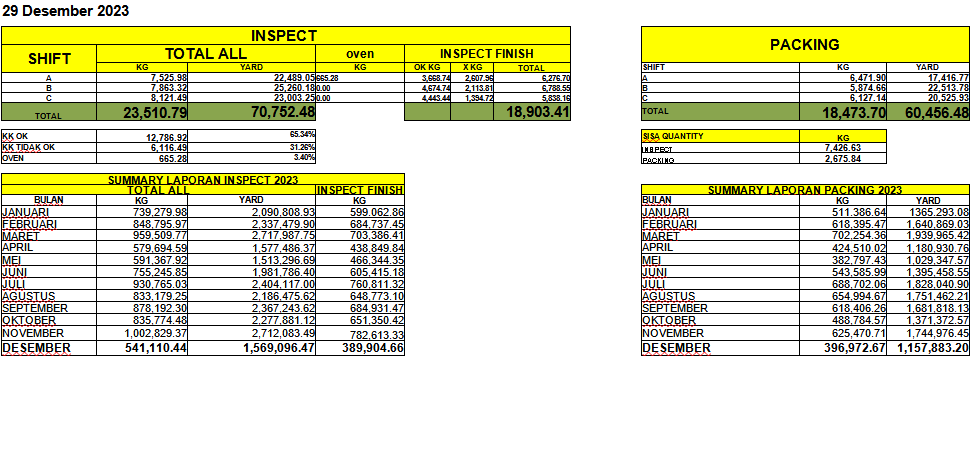 29 Desember 2023
INSPECT
SHIFT TOTAL ALL oven INSPECT FINISH
KG YARD KG OK KG X KG TOTAL
A 7,525.98 22,489.05 665.28 3,668.74 2,607.96 6,276.70
B 7,863.32 25,260.18 0.00 4,674.74 2,113.81 6,788.55
C 8,121.49 23,003.25 0.00 4,443.44 1,394.72 5,838.16
TOTAL 23,510.79 70,752.48 18,903.41
KK OK 12,786.92 65.34%
KK TIDAK OK 6,116.49 31.26%
OVEN 665.28 3.40%
SUMMARY LAPORAN INSPECT 2023
TOTAL ALL INSPECT FINISH
BULAN KG YARD KG
JANUARI 739,279.98 2,090,808.93 599.062.86
FEBRUARI 848,795.97 2,337,479.90 684,737.45
MARET 959,509.77 2,717,987.75 703,386.41
APRIL 579,694.59 1,577,486.37 438,849.84
MEI 591,367.92 1,513,296.69 466,344.35
JUNI 755,245.85 1,981,786.40 605,415.18
JULI 930,765.03 2,404,117.00 760,811.32
AGUSTUS 833,179.25 2,186,475.62 648,773.10
SEPTEMBER 878,192.30 2,367,243.62 684,931.47
OKTOBER 835,774.48 2,277,881.12 651,350.42
NOVEMBER 1,002,829.37 2,712,083.49 782,613.33
DESEMBER 541,110.44 1,569,096.47 389,904.66
PACKING
SHIFT KG YARD
A 6,471.90 17,416.77
B 5,874.66 22,513.78
C 6,127.14 20,525.93
TOTAL 18,473.70 60,456.48
SISA QUANTITY KG
INSPECT 7,426.63
PACKING 2,675.84
SUMMARY LAPORAN PACKING 2023
BULAN KG YARD
JANUARI 511.386.64 1365.293.08
FEBRUARI 618,395.47 1,640,869.03
MARET 702,254.36 1,939,965.42
APRIL 424,510.02 1,180,930.76
MEI 382,797.43 1,029,347.57
JUNI 543,585.99 1,395,458.55
JULI 688,702.06 1,828,040.90
AGUSTUS 654,994.67 1,751,462.21
SEPTEMBER 618,406.26 1,681,818.13
OKTOBER 488,784.57 1,371,372.57
NOVEMBER 625,470.71 1,744,976.45
DESEMBER 396,972.67 1,157,883.20